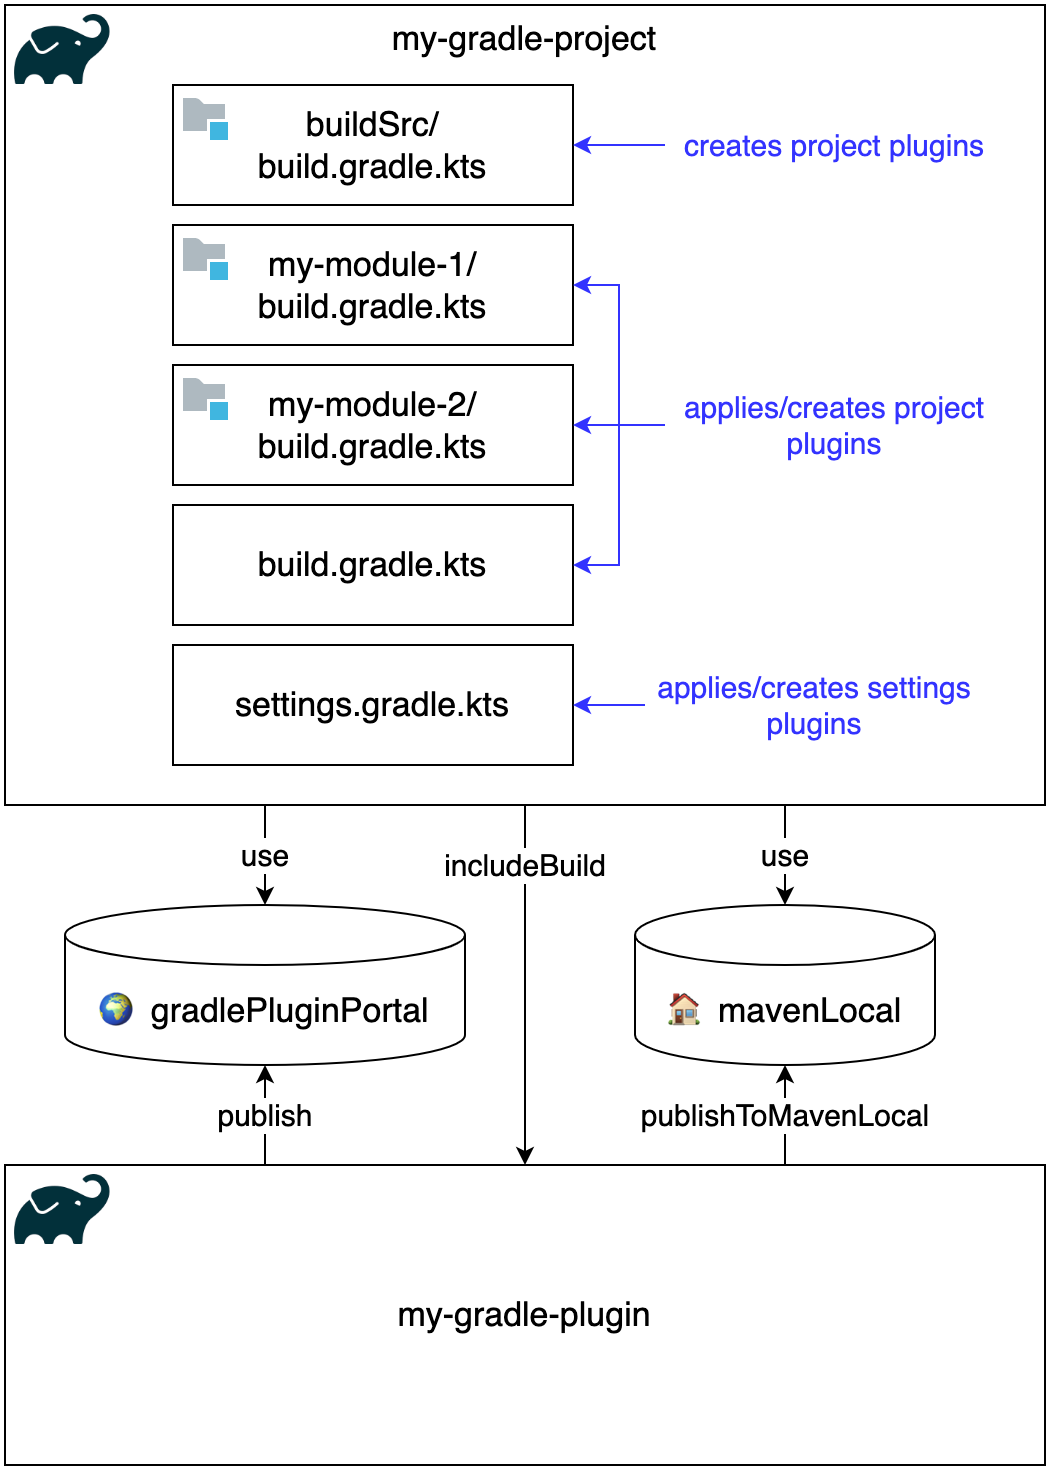 my-gradle-project
buildSrc/
build.gradle.kts
creates project plugins
my-module-1/
build.gradle.kts
my-module-2/
build.gradle.kts
applies/creates project
plugins
build.gradle.kts
settings.gradle.kts
applies/creates settings
plugins
use
includeBuild
use
gradlePluginPortal
mavenLocal
publish
publishToMavenLocal
my-gradle-plugin